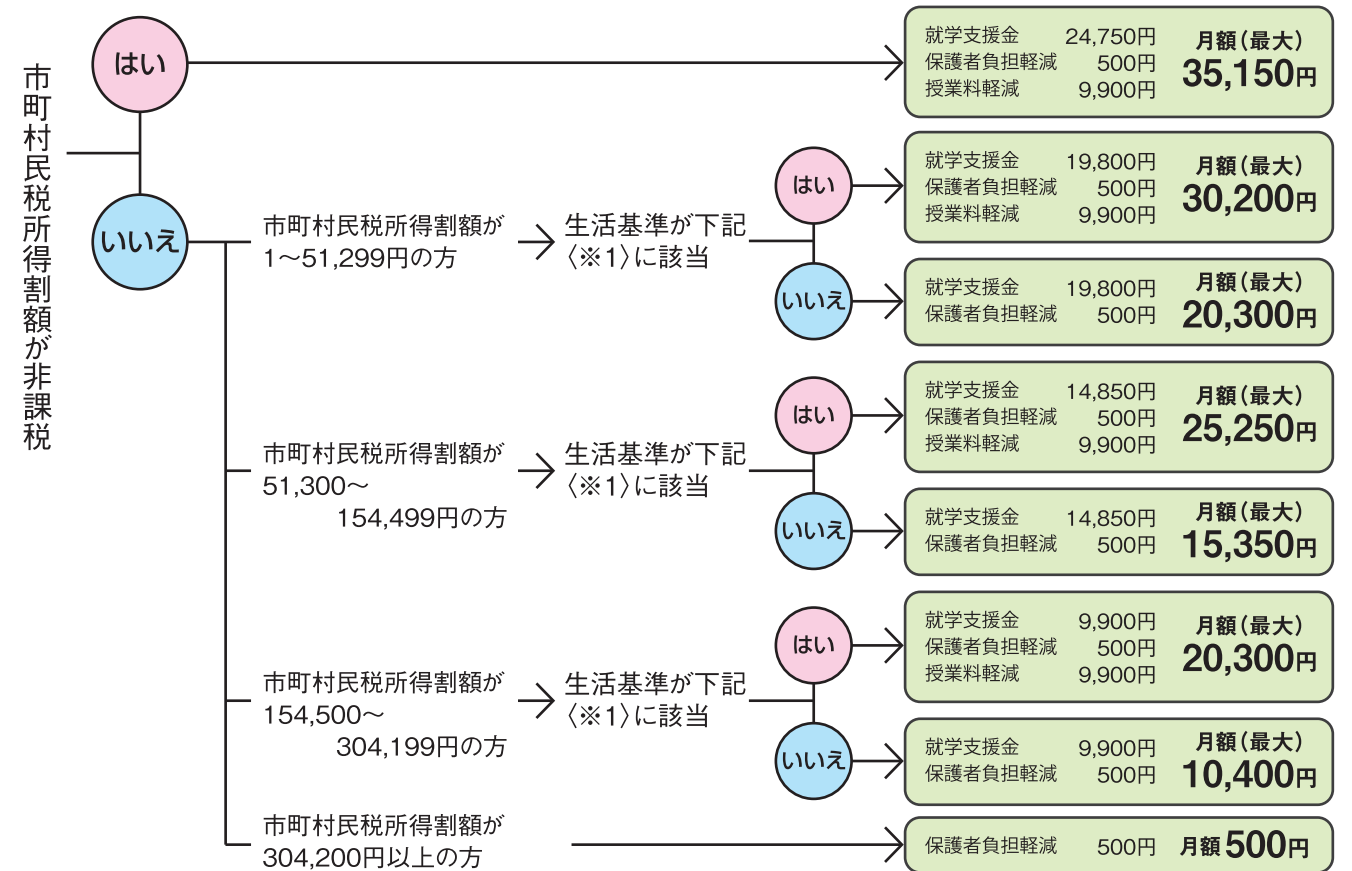 市町村民税所得割額が非課税
はい
就学支援金 24,750円
保護者負担軽減 500円
授業料軽減 9,900円
月額(最大)
35,150円
いいえ
市町村民税所得割額が
1〜51,299円の方
生活基準が下記
〈※1〉に該当
はい
就学支援金 19,800円
保護者負担軽減 500円
授業料軽減 9,900円
月額(最大)
30,200円
いいえ
就学支援金 19,800円
保護者負担軽減 500円
月額(最大)
20,300円
市町村民税所得割額が
51,300〜
154,499円の方
生活基準が下記
〈※1〉に該当
はい
就学支援金 14,850円
保護者負担軽減 500円
授業料軽減 9,900円
月額(最大)
25,250円
いいえ
就学支援金 14,850円
保護者負担軽減 500円
月額(最大)
15,350円
市町村民税所得割額が
154,500〜
304,199円の方
生活基準が下記
〈※1〉に該当
はい
就学支援金 9,900円
保護者負担軽減 500円
授業料軽減 9,900円
月額(最大)
20,300円
いいえ
就学支援金 9,900円
保護者負担軽減 500円
月額(最大)
10,400円
市町村民税所得割額が
304,200円以上の方
保護者負担軽減 500円 月額500円